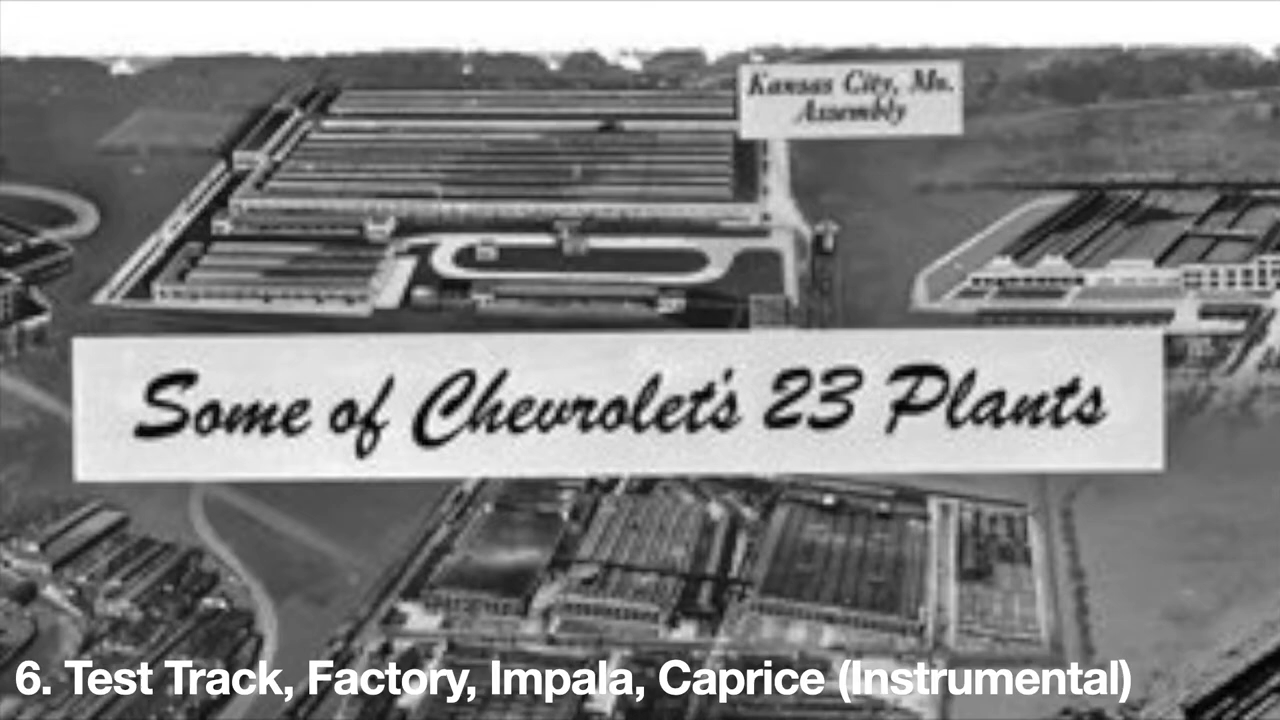 Kansas City, Mo.
Assembly
Some of Chevrolet's 23 Plants
6. Test Track, Factory, Impala, Caprice (Instrumental)